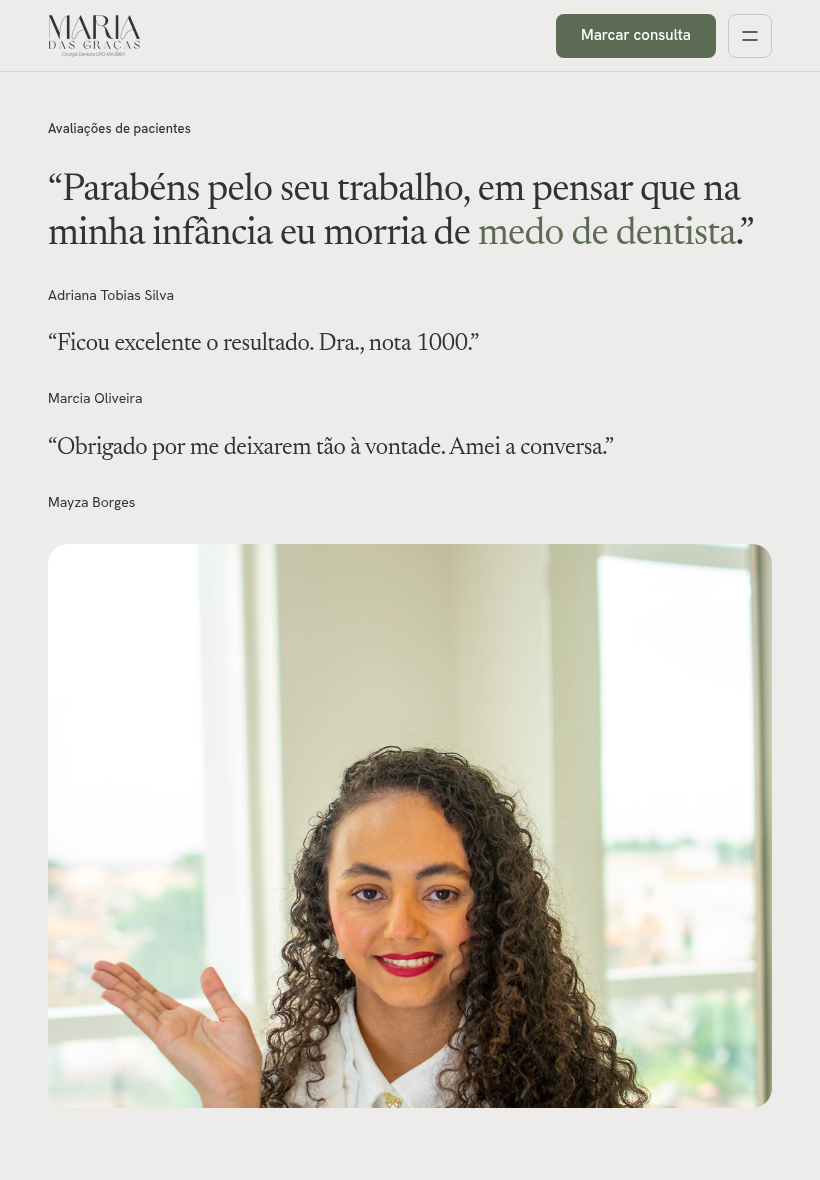 MARIA
DAS GRAÇAS
Marcar consulta
Avaliações de pacientes
“Parabéns pelo seu trabalho, em pensar que na
minha infância eu morria de medo de dentista.”
Adriana Tobias Silva
“Ficou excelente o resultado. Dra., nota 1000.”
Marcia Oliveira
“Obrigado por me deixarem tão à vontade. Amei a conversa.”
Mayza Borges